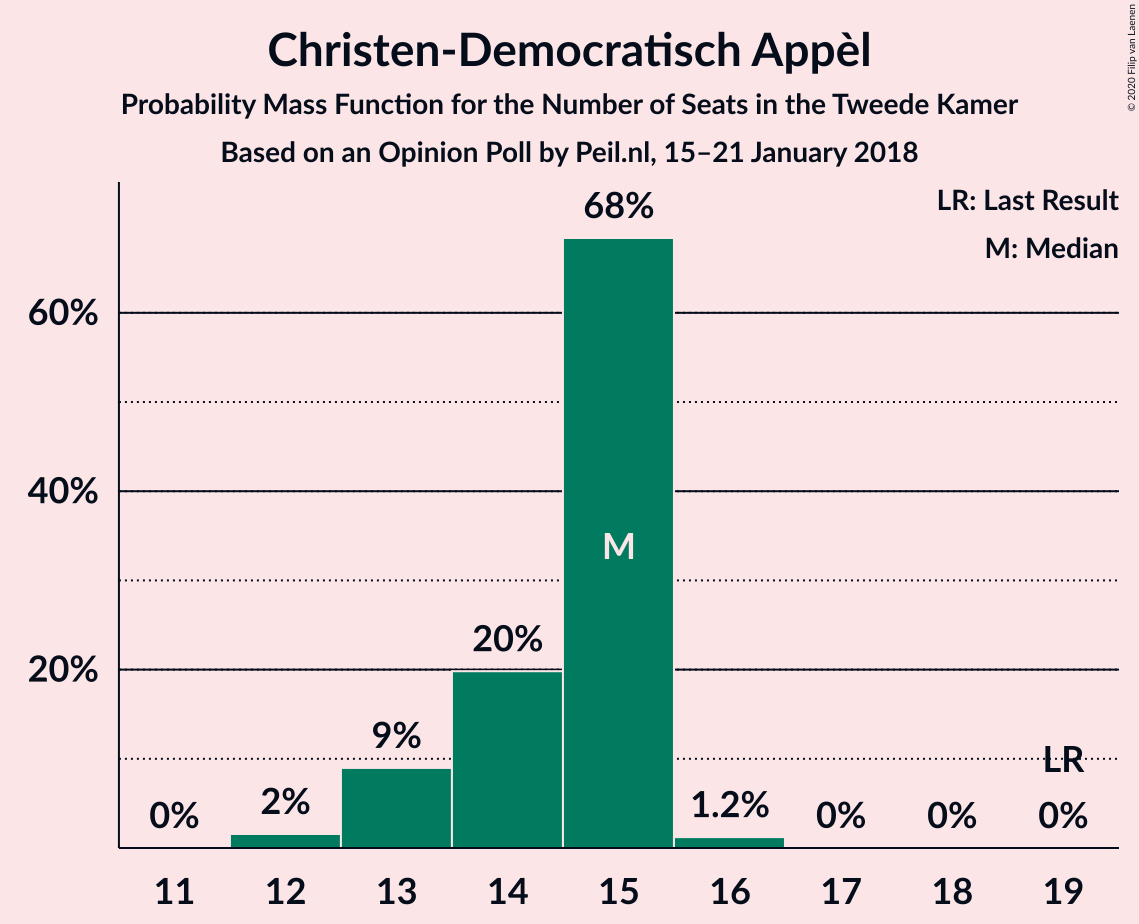 Christen-Democratisch Appèl
Probability Mass Function for the Number of Seats in the Tweede Kamer
Based on an Opinion Poll by Peil.nl, 15–21 January 2018
© 2020 Filip van Laenen
LR: Last Result
M: Median
68%
60%
40%
M
20%
20%
9%
LR
0%
2%
1.2%
0%
0%
0%
11 12 13 14 15 16 17 18 19